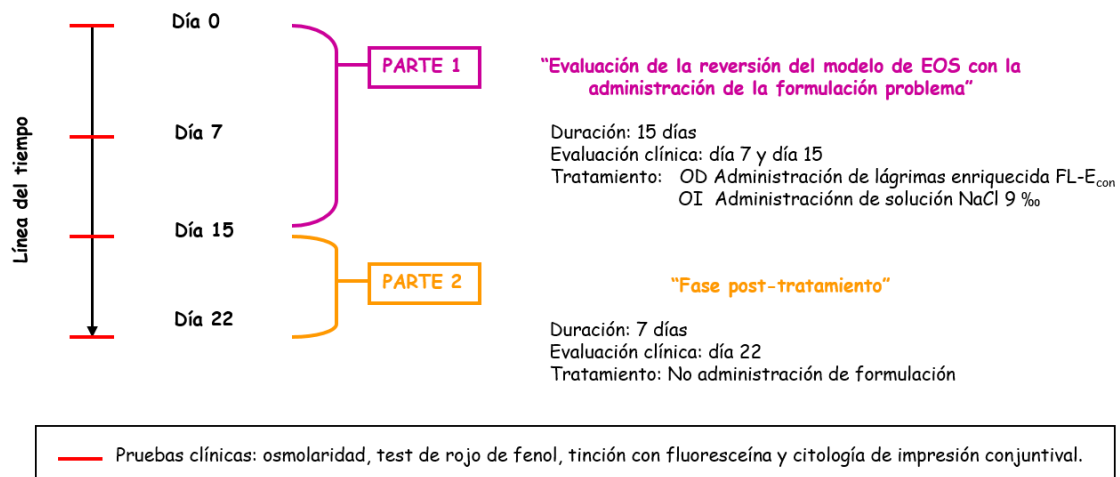 Línea del tiempo
Día 0
Día 7
Día 15
Día 22
PARTE 1
“Evaluación de la reversión del modelo de EOS con la
administración de la formulación problema”
Duración: 15 días
Evaluación clínica: día 7 y día 15
Tratamiento: OD Administración de lágrimas enriquecida FL-Econ
OI Administraciónn de solución NaCl 9 ‰
PARTE 2
“Fase post-tratamiento”
Duración: 7 días
Evaluación clínica: día 22
Tratamiento: No administración de formulación
Pruebas clínicas: osmolaridad, test de rojo de fenol, tinción con fluoresceína y citología de impresión conjuntival.